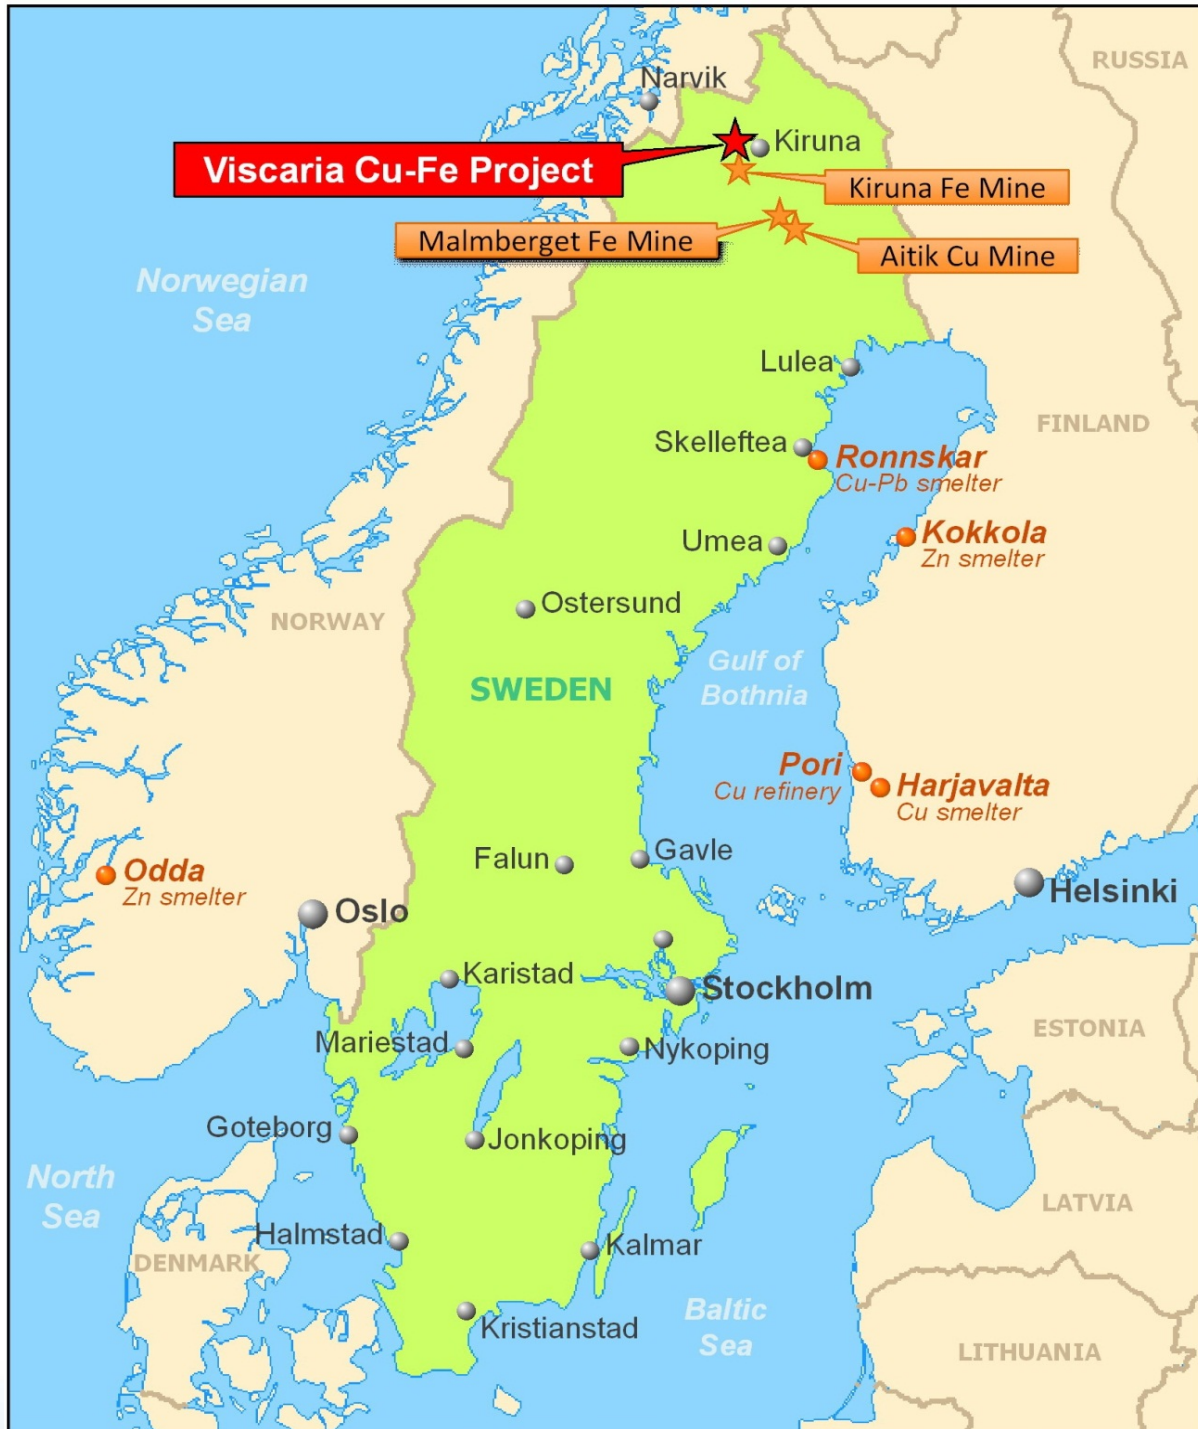 RUSSIA
Narvik
Kiruna
Viscaria Cu-Fe Project
Kiruna Fe Mine
Malmberget Fe Mine
Aitik Cu Mine
Norwegian
Sea
Lulea
FINLAND
Skelleftea
Ronnskar
Cu-Pb smelter
Kokkola
Zn smelter
Umea
Ostersund
NORWAY
SWEDEN
Gulf of
Bothnia
Pori
Cu refinery
Harjavalta
Cu smelter
Falun
Gavle
Odda
Zn smelter
Oslo
Helsinki
Karistad
Stockholm
ESTONIA
Mariestad
Nykoping
Goteborg
Jonkoping
North
Sea
LATVIA
Halmstad
Kalmar
DENMARK
Baltic
Sea
Kristianstad
LITHUANIA